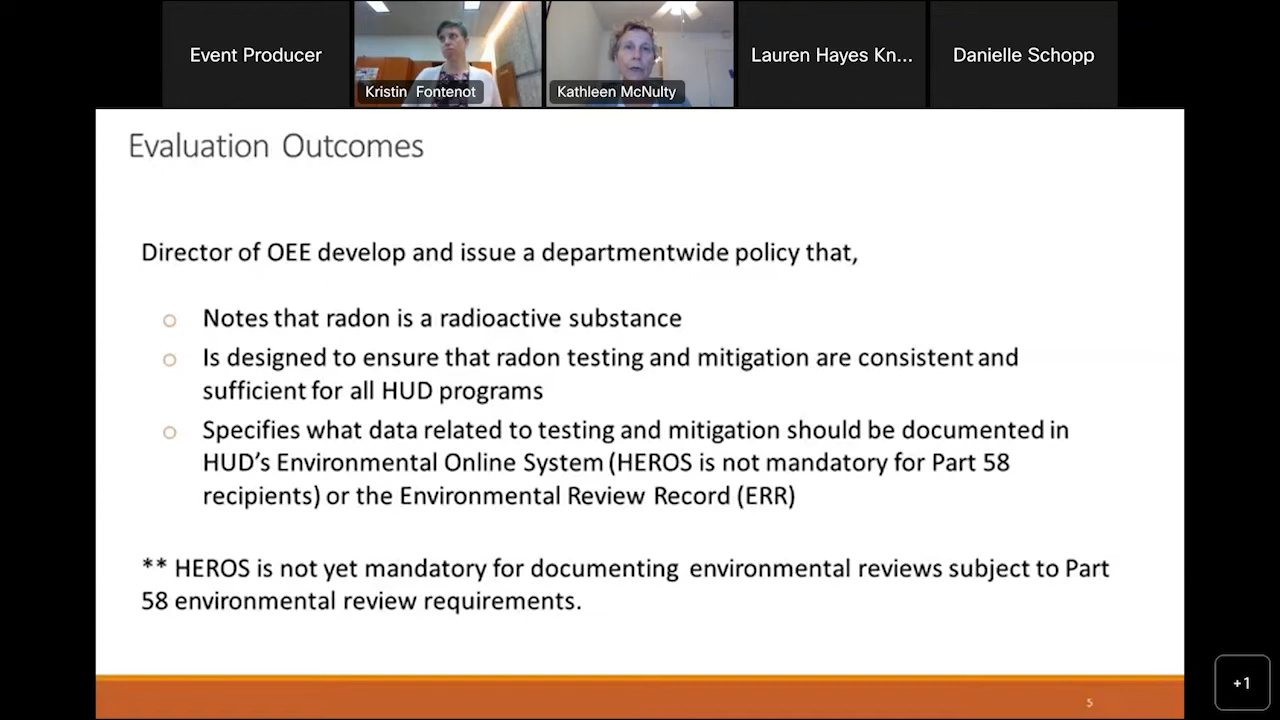 Event Producer
Kristin Fontenot
Kathleen McNulty
Lauren Hayes Kn...
Danielle Schopp
Evaluation Outcomes
Director of OEE develop and issue a departmentwide policy that,
o Notes that radon is a radioactive substance
o Is designed to ensure that radon testing and mitigation are consistent and
sufficient for all HUD programs
o Specifies what data related to testing and mitigation should be documented in
HUD’s Environmental Online System (HEROS is not mandatory for Part 58
recipients) or the Environmental Review Record (ERR)
** HEROS is not yet mandatory for documenting environmental reviews subject to Part
58 environmental review requirements.
5
+1